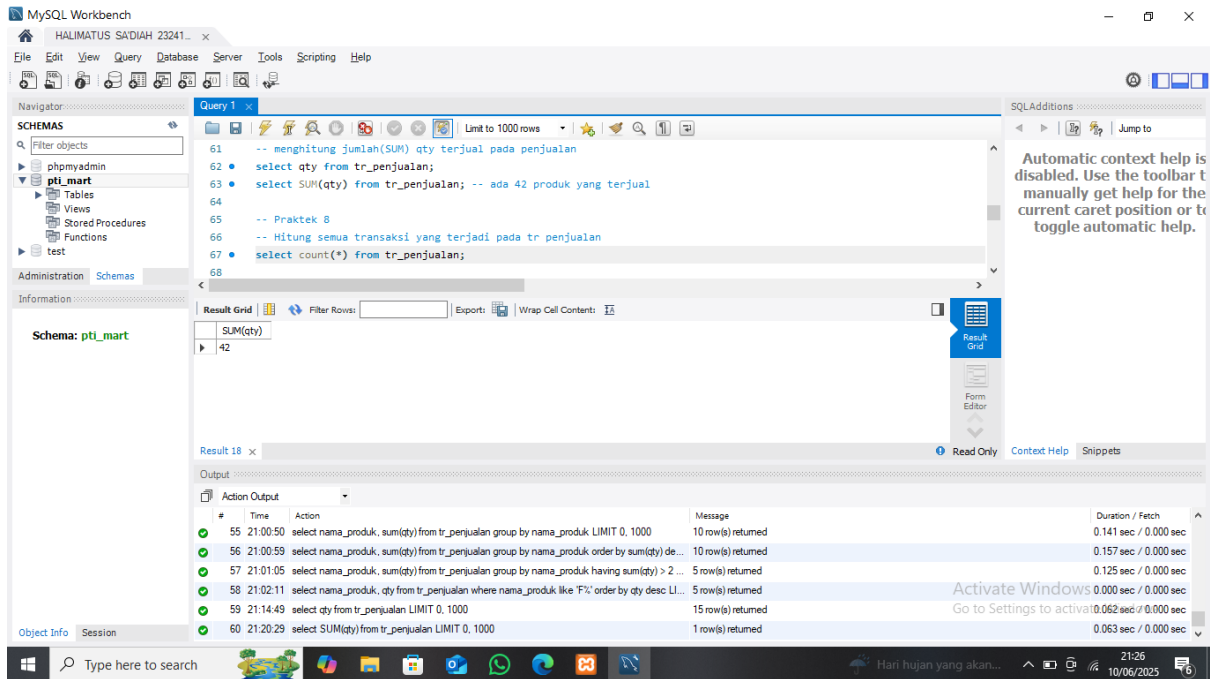 MySQL Workbench
HALIMATUS SA'DIAH 23241...
File Edit View Query Database Server Tools Scripting Help
Navigator
SCHEMAS
Filter objects
phpmyadmin
pti_mart
Tables
Views
Stored Procedures
Functions
test
Administration Schemas
Information
Schema: pti_mart
Object Info Session
Query 1
Limit to 1000 rows
61 -- menghitung jumlah(SUM) qty terjual pada penjualan
62 select qty from tr_penjualan;
63 select SUM(qty) from tr_penjualan; -- ada 42 produk yang terjual
64
65 -- Praktek 8
66 -- Hitung semua transaksi yang terjadi pada tr penjualan
67 select count(*) from tr_penjualan;
68
Result Grid Filter Rows: Export: Wrap Cell Content:
SUM(qty)
42
Result Grid
Form Editor
Result 18
Read Only
SQLAdditions
Jump to
Automatic context help is
disabled. Use the toolbar t
manually get help for the
current caret position or to
toggle automatic help.
Context Help Snippets
Output
Action Output
# Time Action Message Duration / Fetch
55 21:00:50 select nama_produk, sum(qty) from tr_penjualan group by nama_produk LIMIT 0, 1000 10 row(s) returned 0.141 sec / 0.000 sec
56 21:00:59 select nama_produk, sum(qty) from tr_penjualan group by nama_produk order by sum(qty) de... 10 row(s) returned 0.157 sec / 0.000 sec
57 21:01:05 select nama_produk, sum(qty) from tr_penjualan group by nama_produk having sum(qty) > 2 ... 5 row(s) returned 0.125 sec / 0.000 sec
58 21:02:11 select nama_produk, qty from tr_penjualan where nama_produk like 'F%' order by qty desc LI... 5 row(s) returned 0.000 sec / 0.000 sec
59 21:14:49 select qty from tr_penjualan LIMIT 0, 1000 15 row(s) returned 0.062 sec / 0.000 sec
60 21:20:29 select SUM(qty) from tr_penjualan LIMIT 0, 1000 1 row(s) returned 0.063 sec / 0.000 sec
Activate Windows
Go to Settings to activate Windows.
Type here to search
Hari hujan yang akan...
21:26
10/06/2025
6